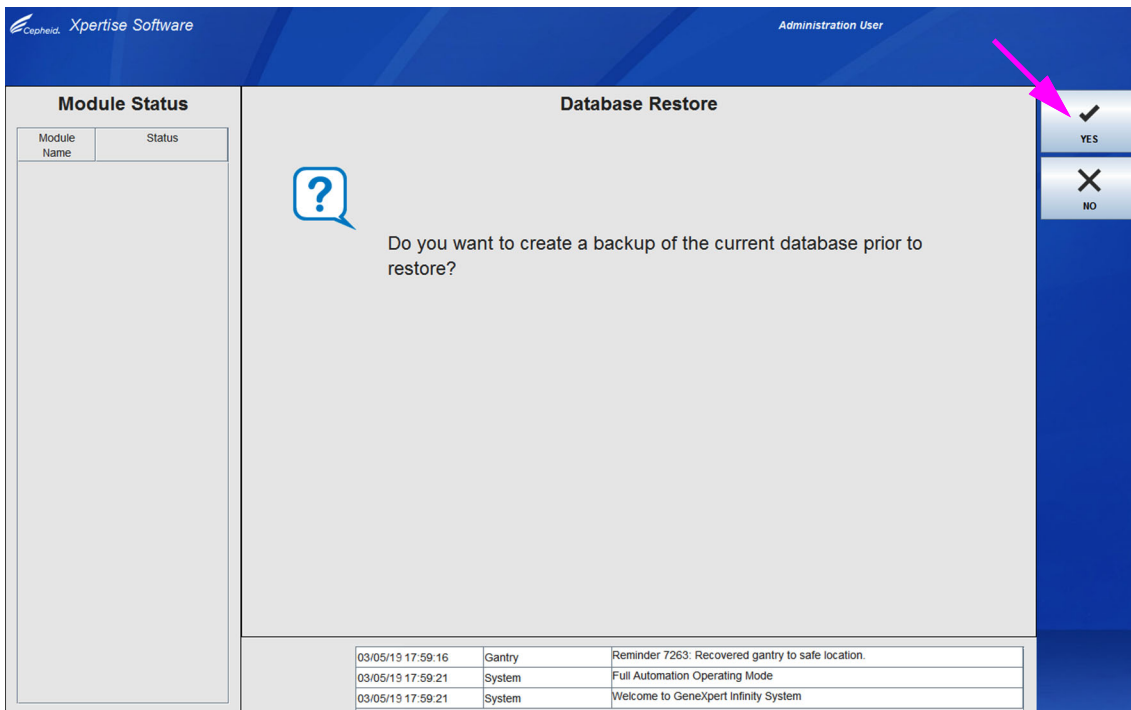 Cepheid. Xpertise Software
Administration User
Module Status
Database Restore
Module
Name
Status
YES
NO
?
Do you want to create a backup of the current database prior to
restore?
03/05/19 17:59:16 Gantry Reminder 7263: Recovered gantry to safe location.
03/05/19 17:59:21 System Full Automation Operating Mode
03/05/19 17:59:21 System Welcome to GeneXpert Infinity System